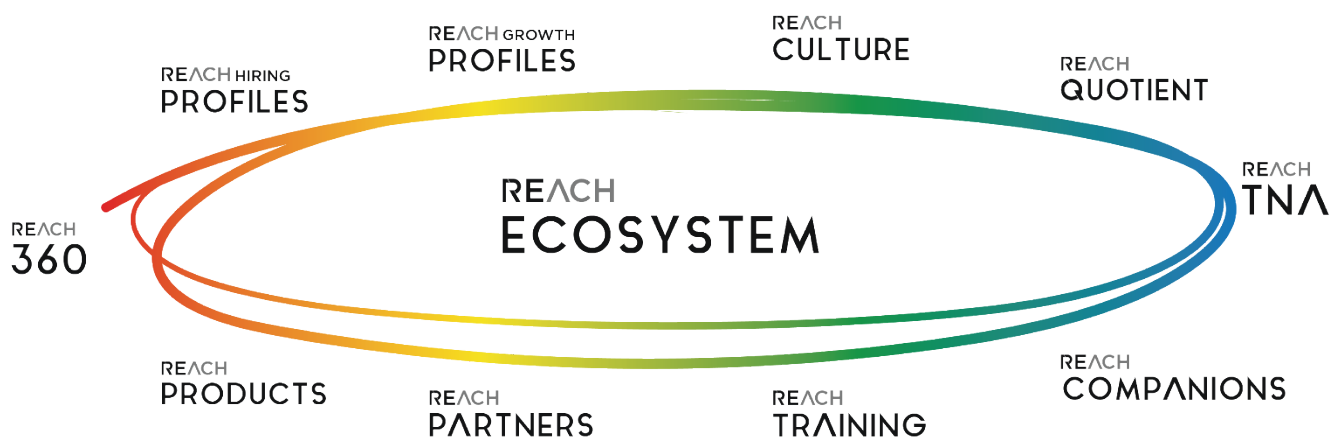 REACH
CULTURE
REACH GROWTH
PROFILES
REACH
QUOTIENT
REACH HIRING
PROFILES
REACH
TNA
REACH
ECOSYSTEM
REACH
360
REACH
PRODUCTS
REACH
PARTNERS
REACH
TRAINING
REACH
COMPANIONS